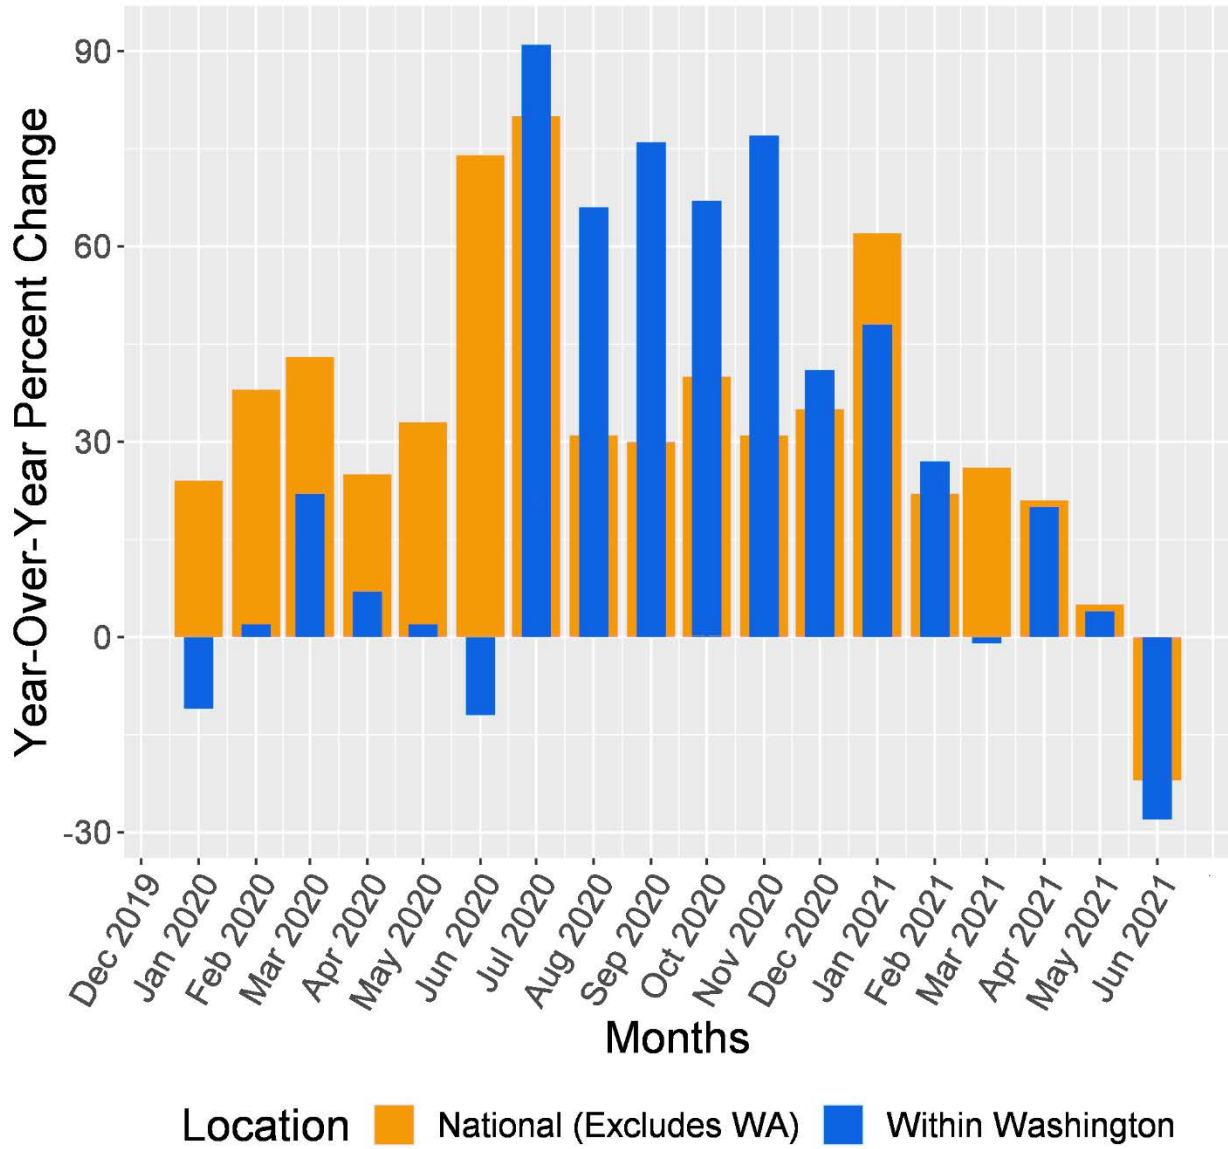 Year-Over-Year Percent Change
90
60
30
0
-30
Dec 2019
Jan 2020
Feb 2020
Mar 2020
Apr 2020
May 2020
Jun 2020
Jul 2020
Aug 2020
Sep 2020
Oct 2020
Nov 2020
Dec 2020
Jan 2021
Feb 2021
Mar 2021
Apr 2021
May 2021
Jun 2021
Months
Location National (Excludes WA) Within Washington